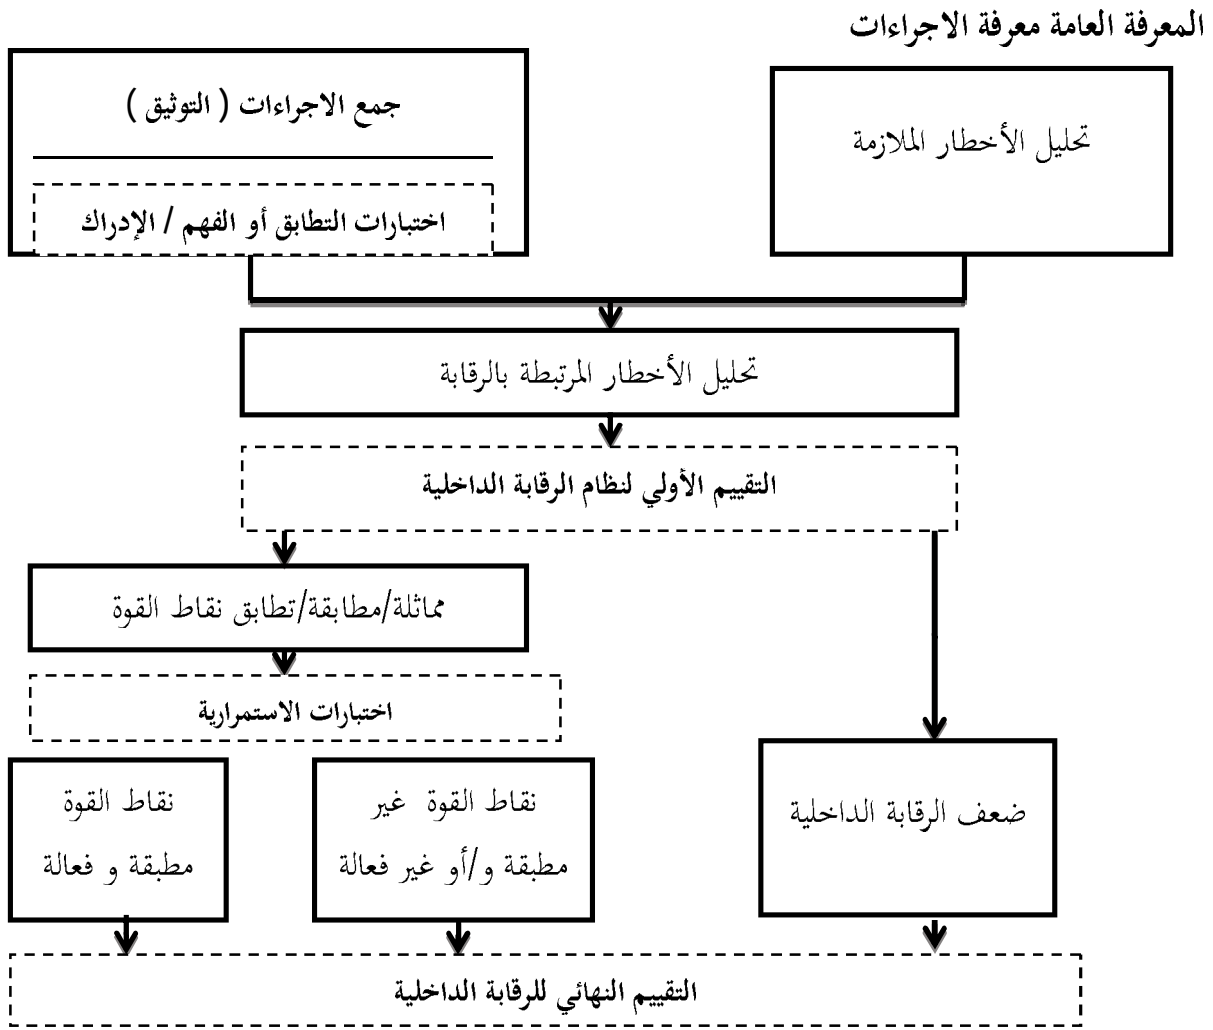 المعرفة العامة معرفة الاجراءات
تحليل الأخطار الملازمة
جمع الاجراءات ( التوثيق )
اختبارات التطابق أو الفهم / الإدراك
تحليل الأخطار المرتبطة بالرقابة
التقييم الأولي لنظام الرقابة الداخلية
مماثلة/مطابقة/تطابق نقاط القوة
اختبارات الاستمرارية
ضعف الرقابة الداخلية
نقاط القوة غير
مطبقة و/أو غير فعالة
نقاط القوة
مطبقة و فعالة
التقييم النهائي للرقابة الداخلية